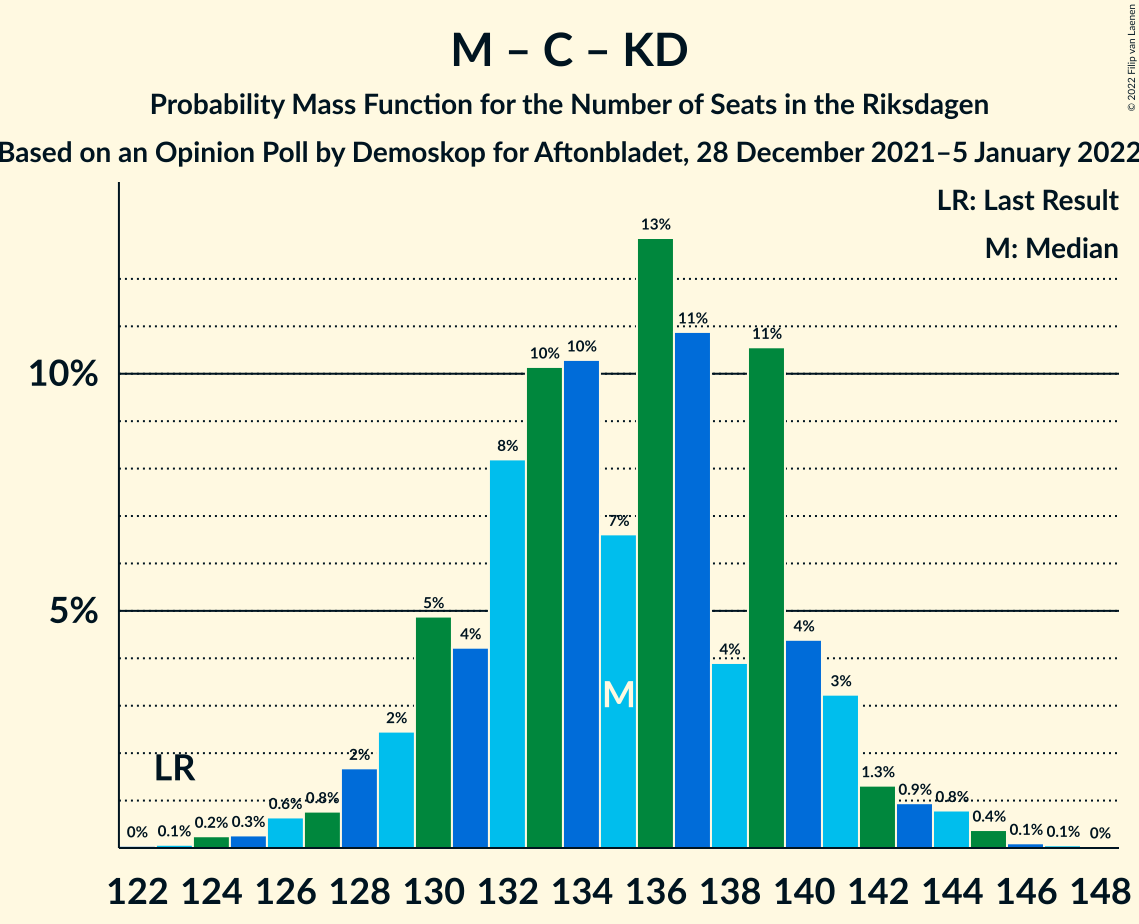 M – C – KD
Probability Mass Function for the Number of Seats in the Riksdagen
Based on an Opinion Poll by Demoskop for Aftonbladet, 28 December 2021–5 January 2022
© 2022 Filip van Laenen
LR: Last Result
M: Median
10%
5%
0% 0.1% 0.2% 0.3% 0.6% 0.8% 2% 2% 5% 4% 8% 10% 10% 7% 13% 11% 4% 11% 4% 3% 1.3% 0.9% 0.8% 0.4% 0.1% 0.1% 0%
LR
M
122 124 126 128 130 132 134 136 138 140 142 144 146 148